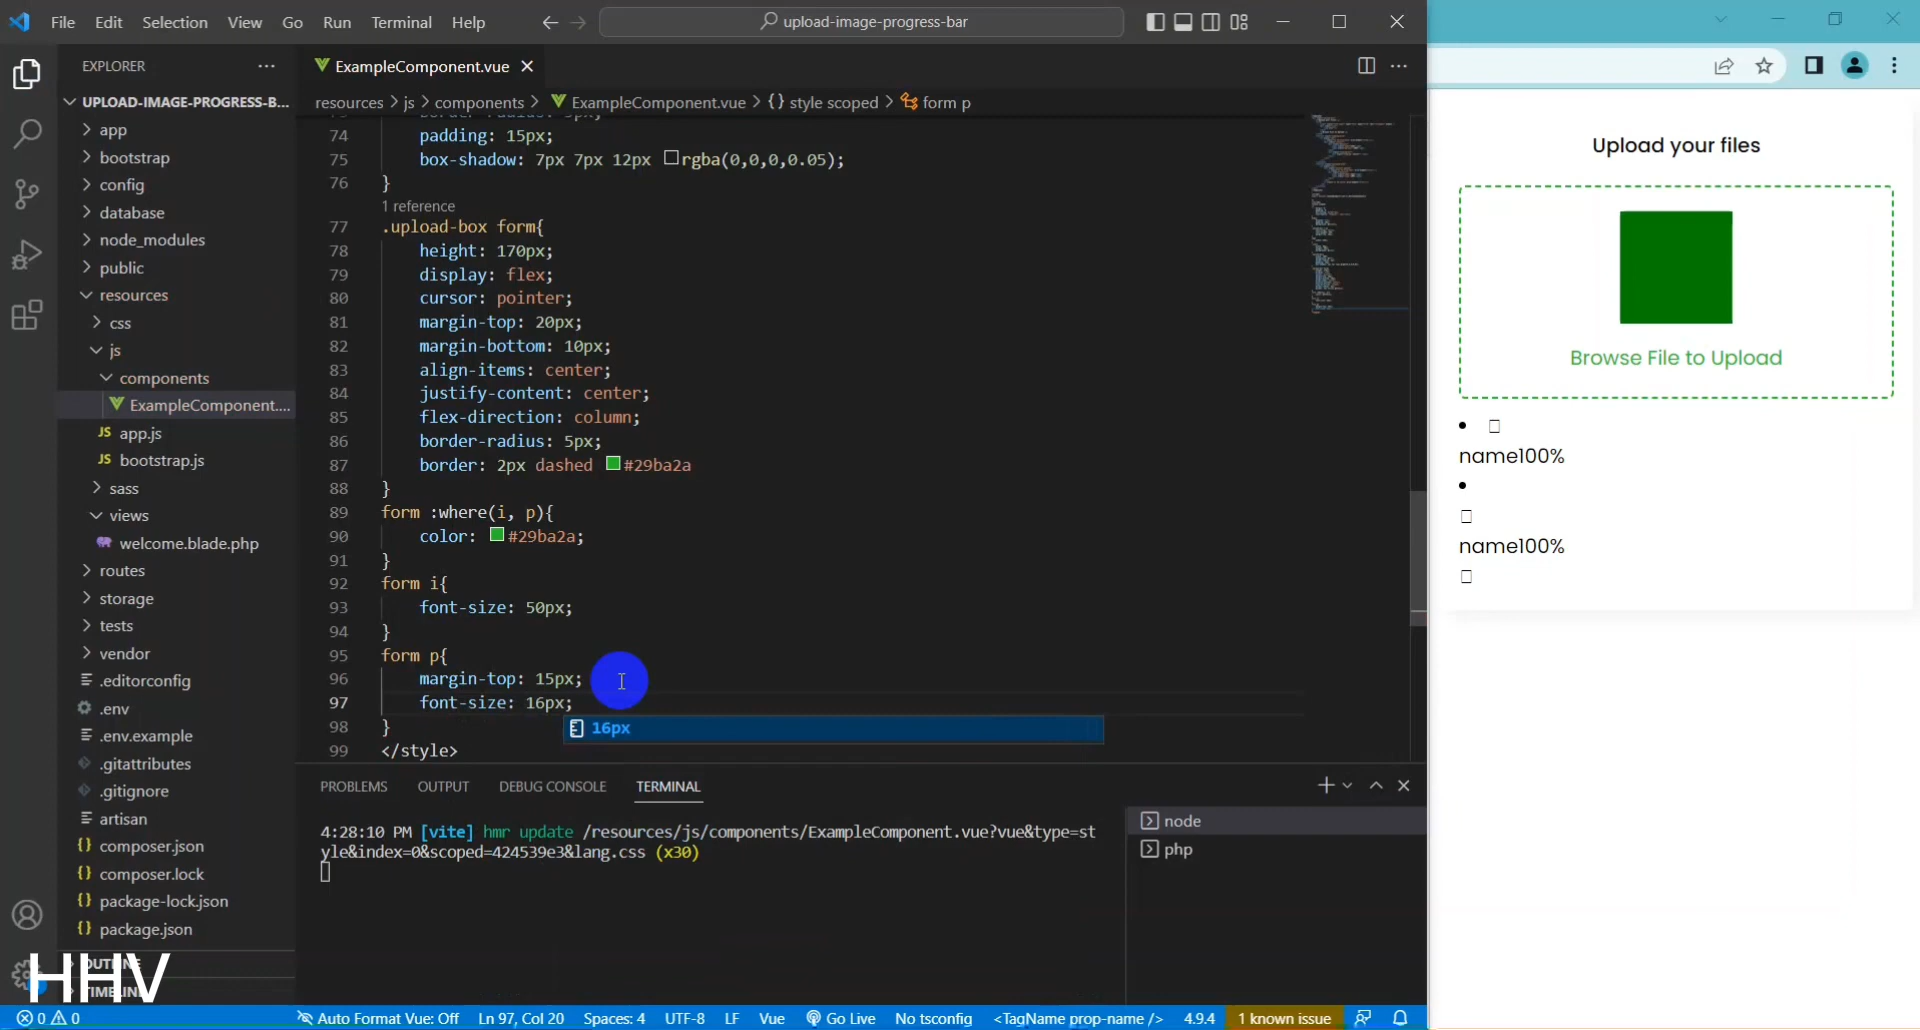 File Edit Selection View Go Run Terminal Help
upload-image-progress-bar
EXPLORER
UPLOAD-IMAGE-PROGRESS-B...
app
bootstrap
config
database
node_modules
public
resources
css
js
components
ExampleComponent....
app.js
bootstrap.js
sass
views
welcome.blade.php
routes
storage
tests
vendor
.editorconfig
.env
.env.example
.gitattributes
.gitignore
artisan
composer.json
composer.lock
package-lock.json
package.json
OUTLINE
TIMELINE
HHV
ExampleComponent.vue
resources > js > components > ExampleComponent.vue > {} style scoped > form p
74 padding: 15px;
75 box-shadow: 7px 7px 12px rgba(0,0,0,0.05);
76 }
1 reference
77 .upload-box form{
78 height: 170px;
79 display: flex;
80 cursor: pointer;
81 margin-top: 20px;
82 margin-bottom: 10px;
83 align-items: center;
84 justify-content: center;
85 flex-direction: column;
86 border-radius: 5px;
87 border: 2px dashed #29ba2a
88 }
89 form :where(i, p){
90 color: #29ba2a;
91 }
92 form i{
93 font-size: 50px;
94 }
95 form p{
96 margin-top: 15px;
97 font-size: 16px;
98 }
16px
99 </style>
PROBLEMS OUTPUT DEBUG CONSOLE TERMINAL
4:28:10 PM [vite] hmr update /resources/js/components/ExampleComponent.vue?vue&type=st
yle&index=0&scoped=424539e3&lang.css (x30)
node
php
0 0 Auto Format Vue: Off Ln 97, Col 20 Spaces: 4 UTF-8 LF Vue Go Live No tsconfig <TagName prop-name /> 4.9.4 1 known issue
Upload your files
Browse File to Upload
name100%
name100%